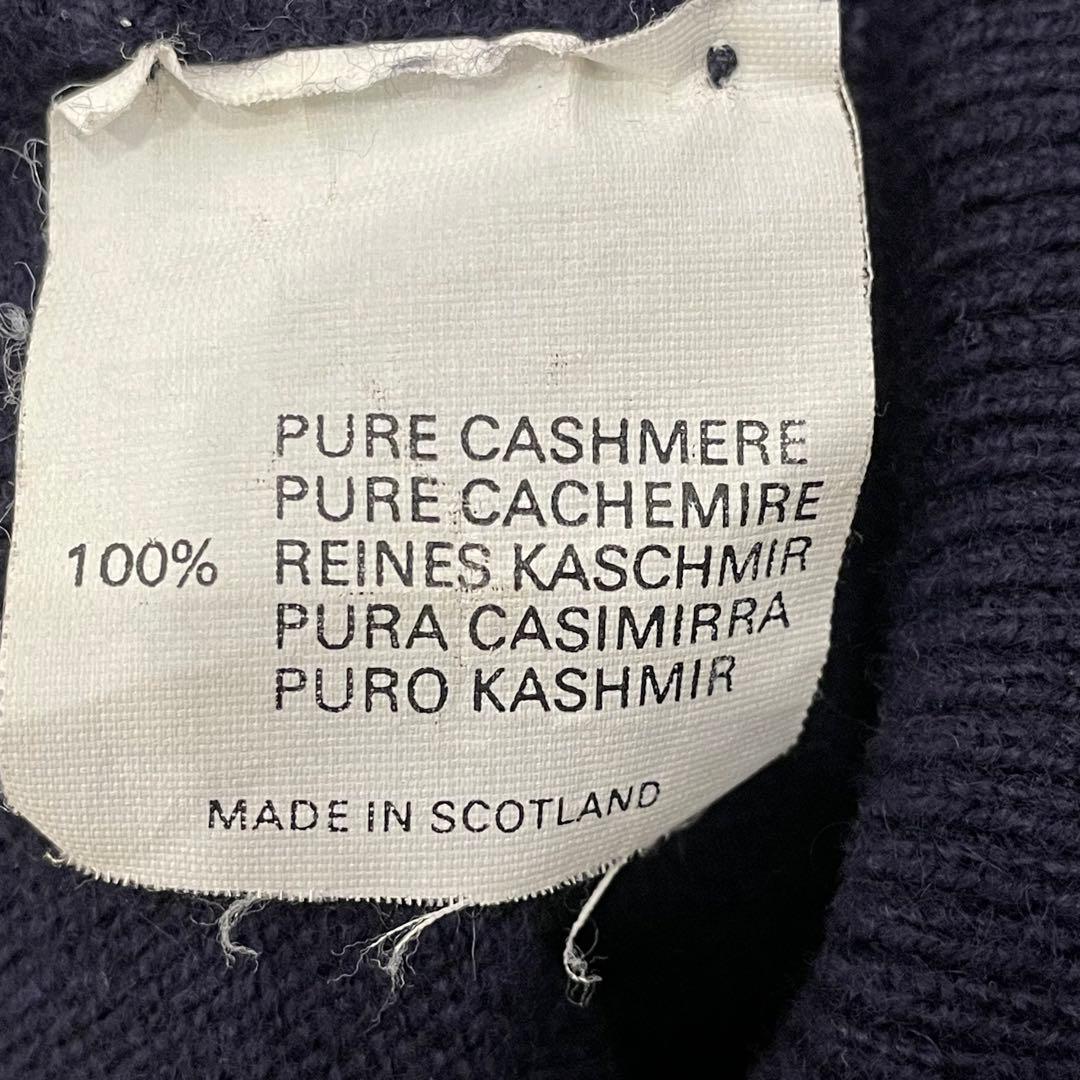 PURE CASHMERE
PURE CACHEMIRE
100% REINES KASCHMIR
PURA CASIMIRRA
PURO KASHMIR
MADE IN SCOTLAND